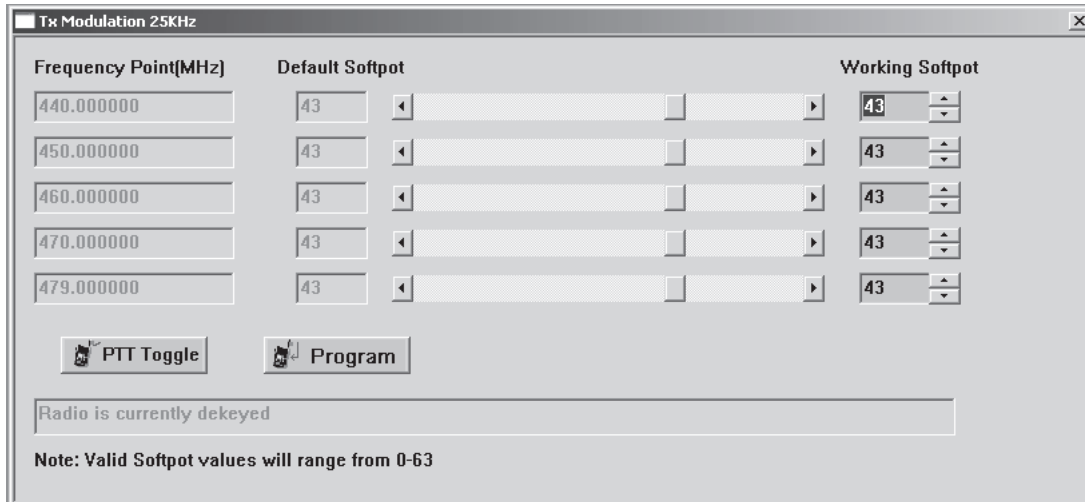 Tx Modulation 25KHz
Frequency Point(MHz) Default Softpot Working Softpot
440.000000 43 43
450.000000 43 43
460.000000 43 43
470.000000 43 43
479.000000 43 43
PTT Toggle Program
Radio is currently dekeyed
Note: Valid Softpot values will range from 0-63